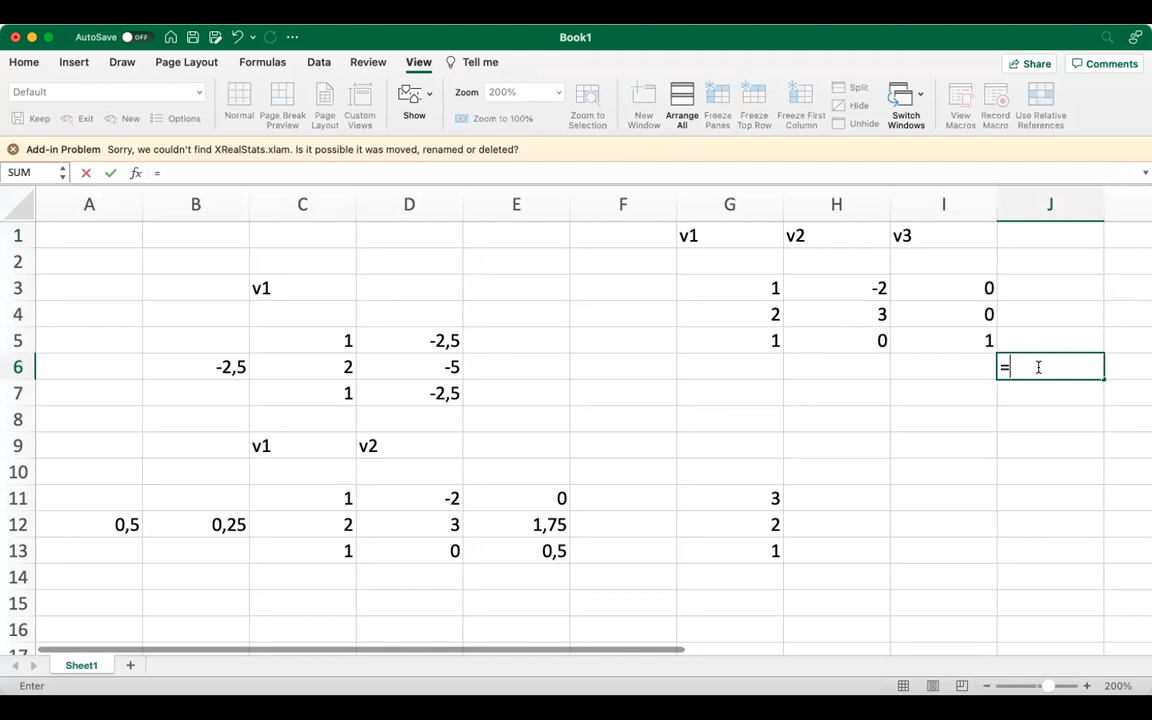 AutoSave OFF Book1
Home Insert Draw Page Layout Formulas Data Review View Tell me Share Comments
Default Zoom 200% Split
Hide
Keep Exit New Options Normal Page Break Preview Page Layout Custom Views Show Zoom to 100% Zoom to Selection New Window Arrange All Freeze Panes Freeze Top Row Freeze First Column Unhide Switch Windows View Macros Record Macro Use Relative References
Add-in Problem Sorry, we couldn't find XRealStats.xlam. Is it possible it was moved, renamed or deleted?
SUM fx =
A B C D E F G H I J
1 v1 v2 v3
2
3 v1 1 -2 0
4 2 3 0
5 1 -2,5 1 0 1
6 -2,5 2 -5 =
7 1 -2,5
8
9 v1 v2
10
11 1 -2 0 3
12 0,5 0,25 2 3 1,75 2
13 1 0 0,5 1
14
15
16
17
Sheet1 +
Enter 200%